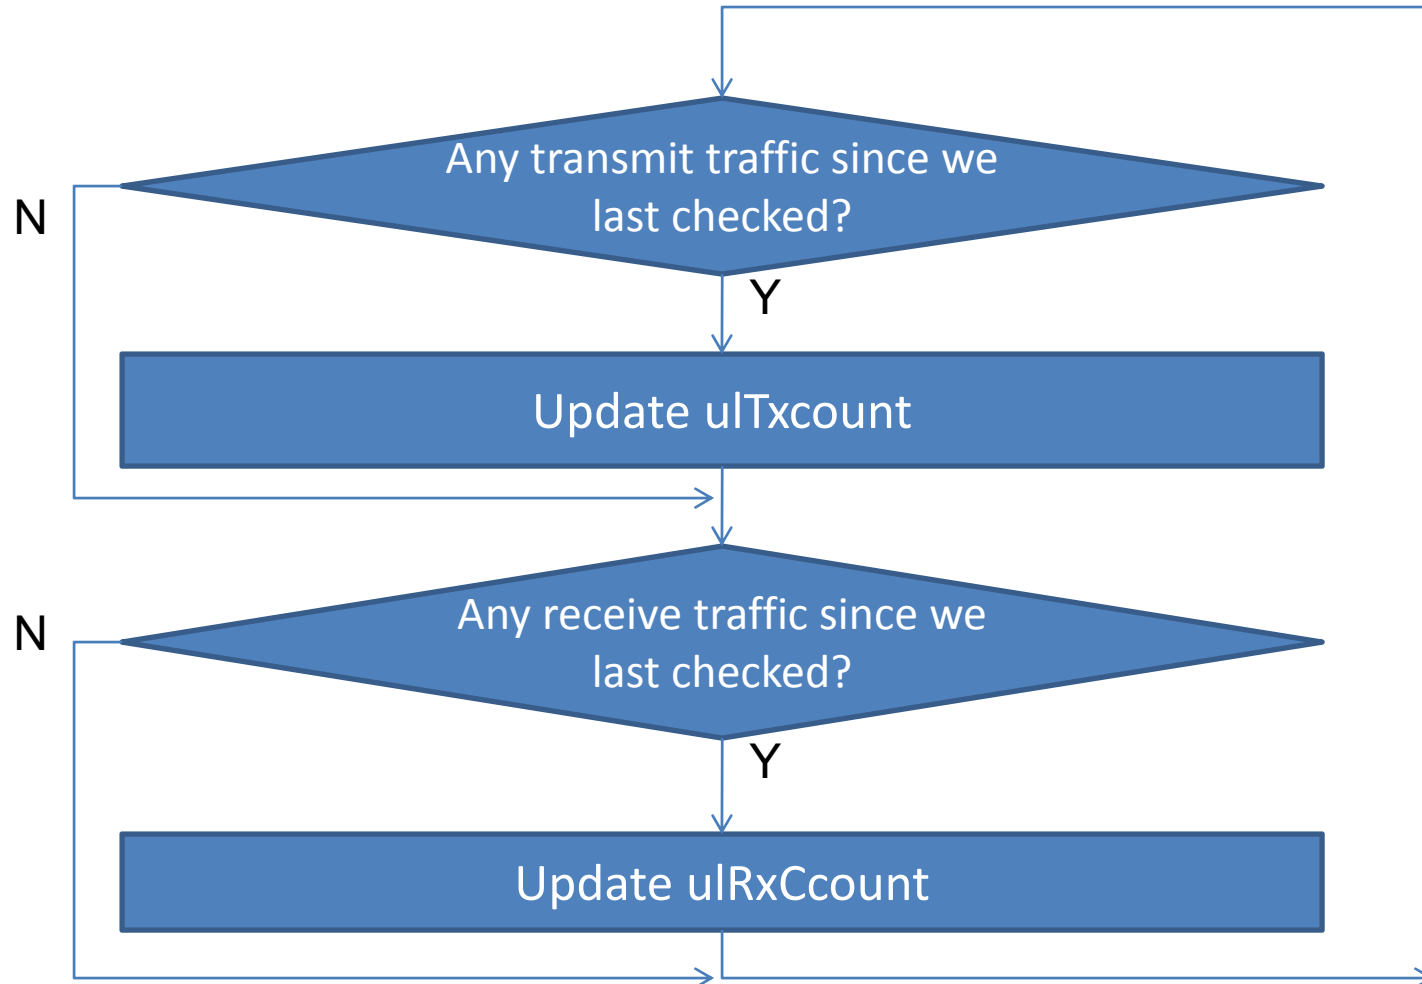 Any transmit traffic since we
last checked?
N
Y
Update ulTxcount
Any receive traffic since we
last checked?
N
Y
Update ulRxCcount